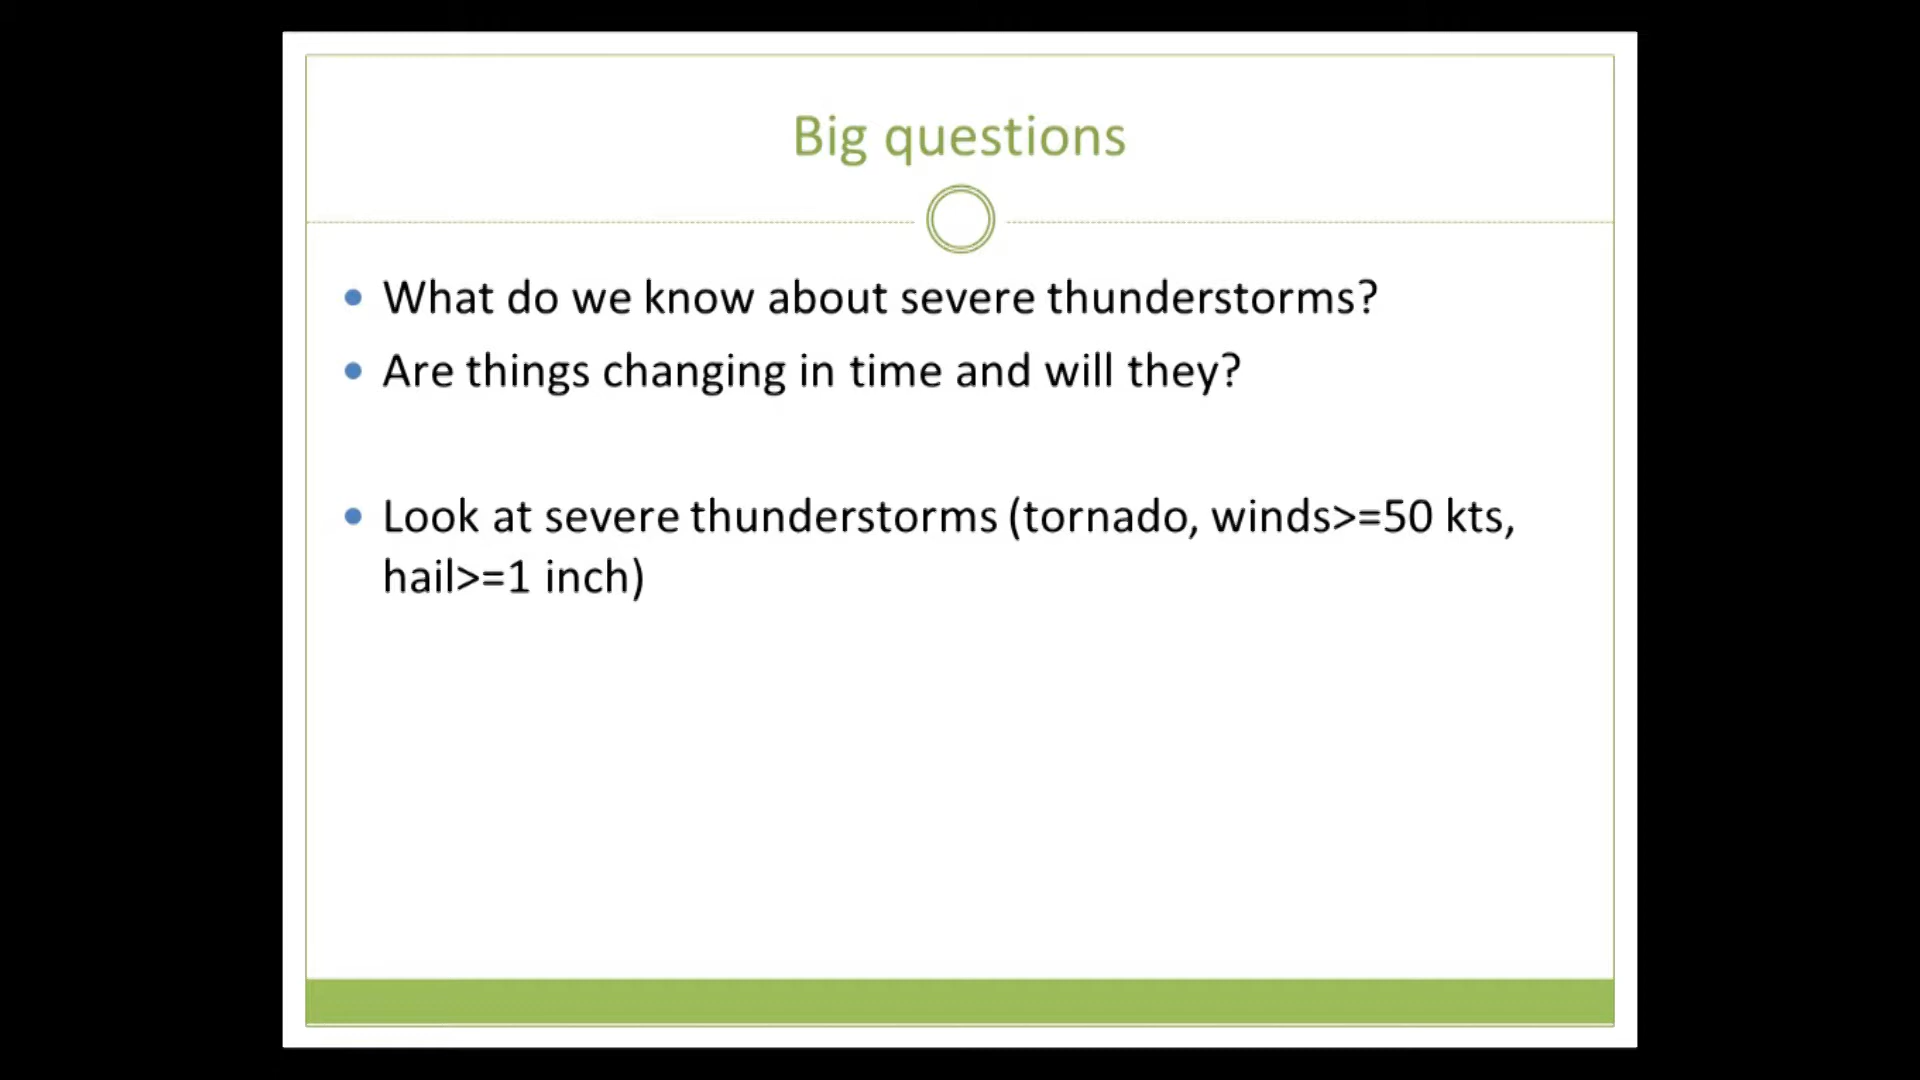 Big questions
What do we know about severe thunderstorms?
Are things changing in time and will they?
Look at severe thunderstorms (tornado, winds>=50 kts,
hail>=1 inch)